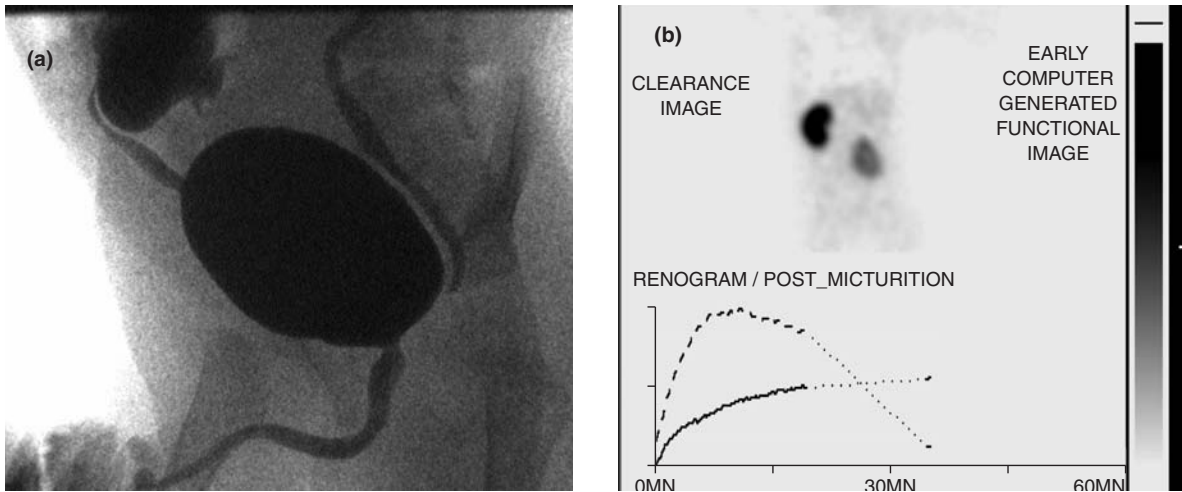 (a)
(b)
CLEARANCE
IMAGE
EARLY
COMPUTER
GENERATED
FUNCTIONAL
IMAGE
RENOGRAM / POST_MICTURITION
0MN
30MN
60MN